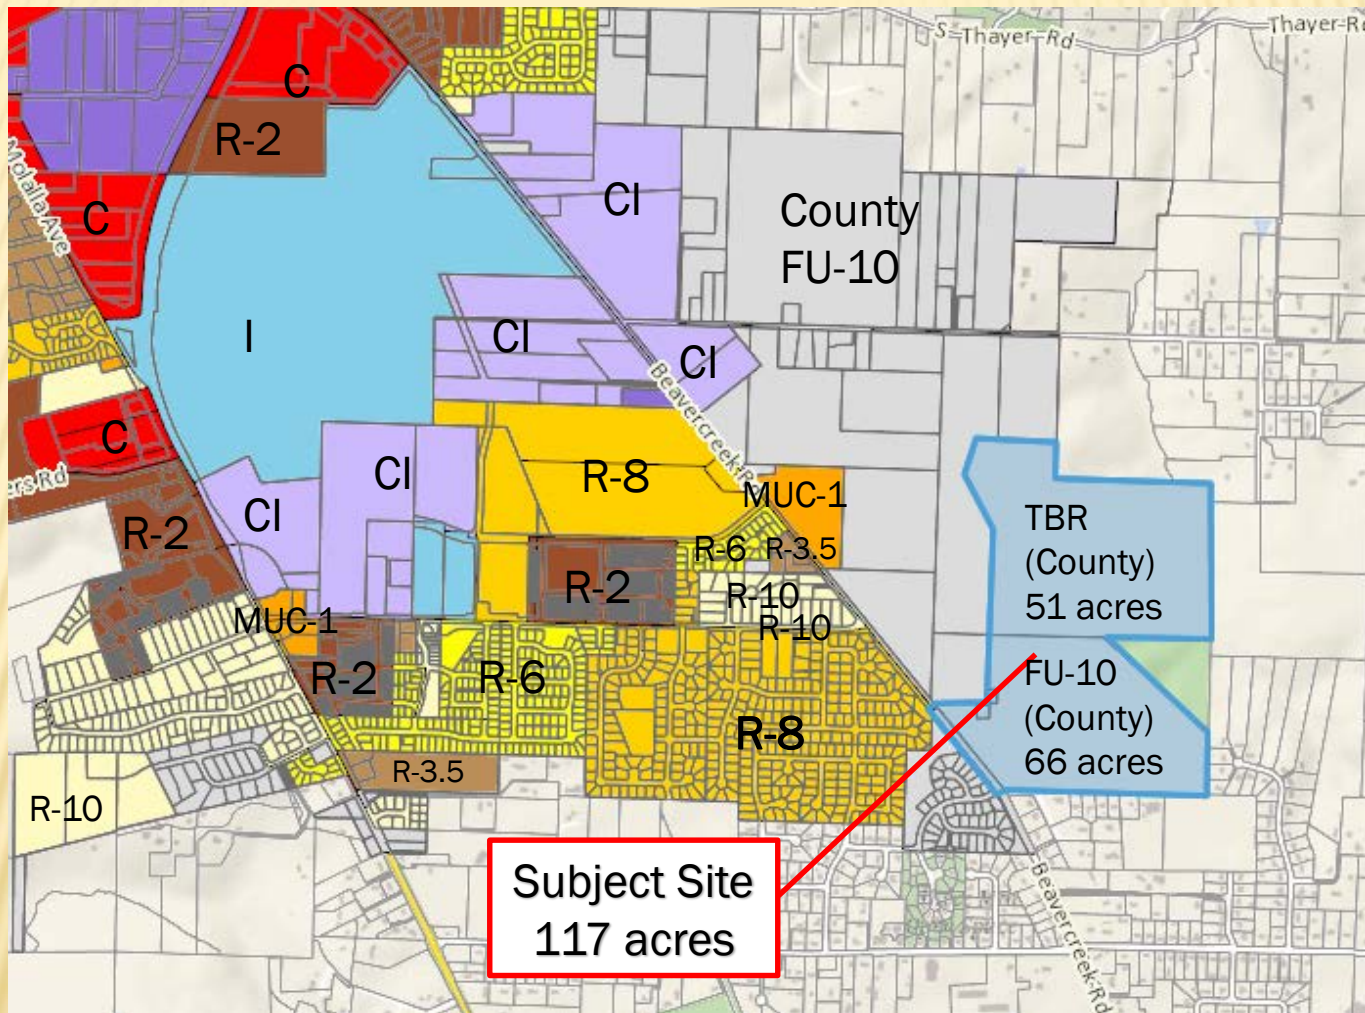 S Thayer Rd
Thayer Rd
C
R-2
Molalla Ave
C
CI
County
FU-10
I
CI
CI
Beavercreek Rd
C
ers Rd
R-8
CI
CI
MUC-1
R-2
R-6
R-3.5
TBR
(County)
51 acres
R-2
R-10
MUC-1
R-10
R-2
R-6
FU-10
(County)
66 acres
R-8
R-3.5
R-10
Subject Site
117 acres
Beavercreek Rd